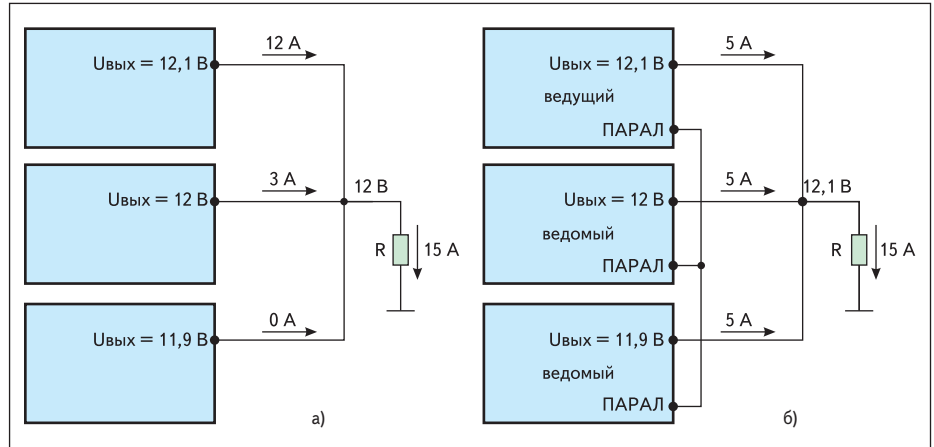 12 А
Uвых = 12,1 В
3 А
Uвых = 12 В
12 В
R
15 А
0 А
Uвых = 11,9 В
а)
5 А
Uвых = 12,1 В
ведущий
ПАРАЛ
5 А
Uвых = 12 В
12,1 В
ведомый
ПАРАЛ
R
15 А
5 А
Uвых = 11,9 В
ведомый
ПАРАЛ
б)